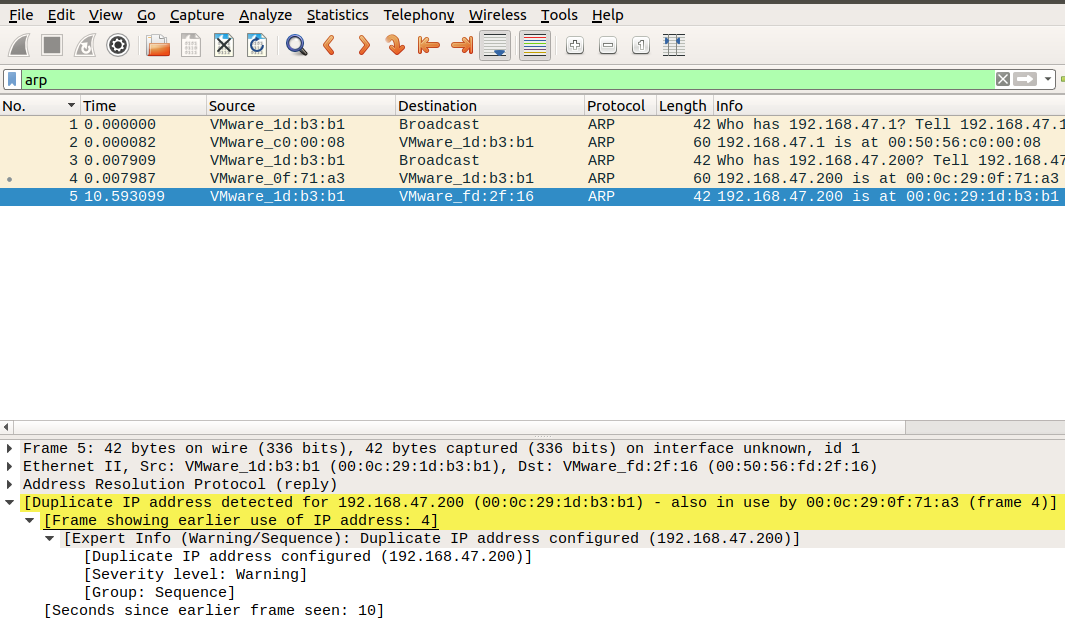 File Edit View Go Capture Analyze Statistics Telephony Wireless Tools Help
arp
No. Time Source Destination Protocol Length Info
1 0.000000 VMware_1d:b3:b1 Broadcast ARP 42 Who has 192.168.47.1? Tell 192.168.47.1
2 0.000082 VMware_c0:00:08 VMware_1d:b3:b1 ARP 60 192.168.47.1 is at 00:50:56:c0:00:08
3 0.007909 VMware_1d:b3:b1 Broadcast ARP 42 Who has 192.168.47.200? Tell 192.168.47
4 0.007987 VMware_0f:71:a3 VMware_1d:b3:b1 ARP 60 192.168.47.200 is at 00:0c:29:0f:71:a3
5 10.593099 VMware_1d:b3:b1 VMware_fd:2f:16 ARP 42 192.168.47.200 is at 00:0c:29:1d:b3:b1
Frame 5: 42 bytes on wire (336 bits), 42 bytes captured (336 bits) on interface unknown, id 1
Ethernet II, Src: VMware_1d:b3:b1 (00:0c:29:1d:b3:b1), Dst: VMware_fd:2f:16 (00:50:56:fd:2f:16)
Address Resolution Protocol (reply)
[Duplicate IP address detected for 192.168.47.200 (00:0c:29:1d:b3:b1) - also in use by 00:0c:29:0f:71:a3 (frame 4)]
[Frame showing earlier use of IP address: 4]
[Expert Info (Warning/Sequence): Duplicate IP address configured (192.168.47.200)]
[Duplicate IP address configured (192.168.47.200)]
[Severity level: Warning]
[Group: Sequence]
[Seconds since earlier frame seen: 10]